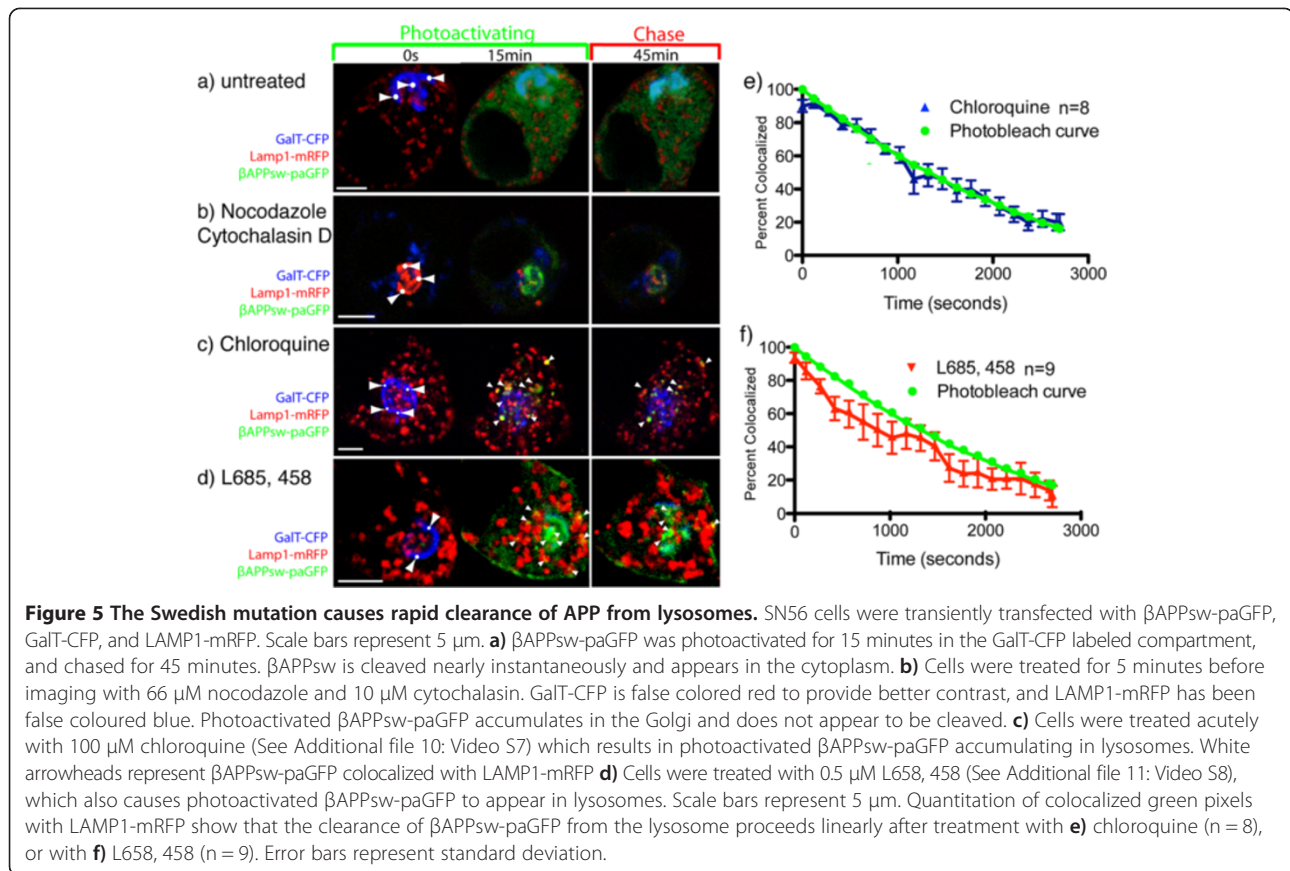 Photoactivating
Chase
0s
15min
45min
a) untreated
GalT-CFP
Lamp1-mRFP
βAPPsw-paGFP
b) Nocodazole
Cytochalasin D
GalT-CFP
Lamp1-mRFP
βAPPsw-paGFP
c) Chloroquine
GalT-CFP
Lamp1-mRFP
βAPPsw-paGFP
d) L685, 458
GalT-CFP
Lamp1-mRFP
βAPPsw-paGFP
e)
Percent Colocalized
100
80
60
40
20
0
0
1000
2000
3000
Time (seconds)
Chloroquine n=8
Photobleach curve
f)
Percent Colocalized
100
80
60
40
20
0
0
1000
2000
3000
Time (seconds)
L685, 458 n=9
Photobleach curve
Figure 5 The Swedish mutation causes rapid clearance of APP from lysosomes. SN56 cells were transiently transfected with βAPPsw-paGFP,
GalT-CFP, and LAMP1-mRFP. Scale bars represent 5 μm. a) βAPPsw-paGFP was photoactivated for 15 minutes in the GalT-CFP labeled compartment,
and chased for 45 minutes. βAPPsw is cleaved nearly instantaneously and appears in the cytoplasm. b) Cells were treated for 5 minutes before
imaging with 66 μM nocodazole and 10 μM cytochalasin. GalT-CFP is false colored red to provide better contrast, and LAMP1-mRFP has been
false coloured blue. Photoactivated βAPPsw-paGFP accumulates in the Golgi and does not appear to be cleaved. c) Cells were treated acutely
with 100 μM chloroquine (See Additional file 10: Video S7) which results in photoactivated βAPPsw-paGFP accumulating in lysosomes. White
arrowheads represent βAPPsw-paGFP colocalized with LAMP1-mRFP d) Cells were treated with 0.5 μM L658, 458 (See Additional file 11: Video S8),
which also causes photoactivated βAPPsw-paGFP to appear in lysosomes. Scale bars represent 5 μm. Quantitation of colocalized green pixels
with LAMP1-mRFP show that the clearance of βAPPsw-paGFP from the lysosome proceeds linearly after treatment with e) chloroquine (n = 8),
or with f) L658, 458 (n = 9). Error bars represent standard deviation.